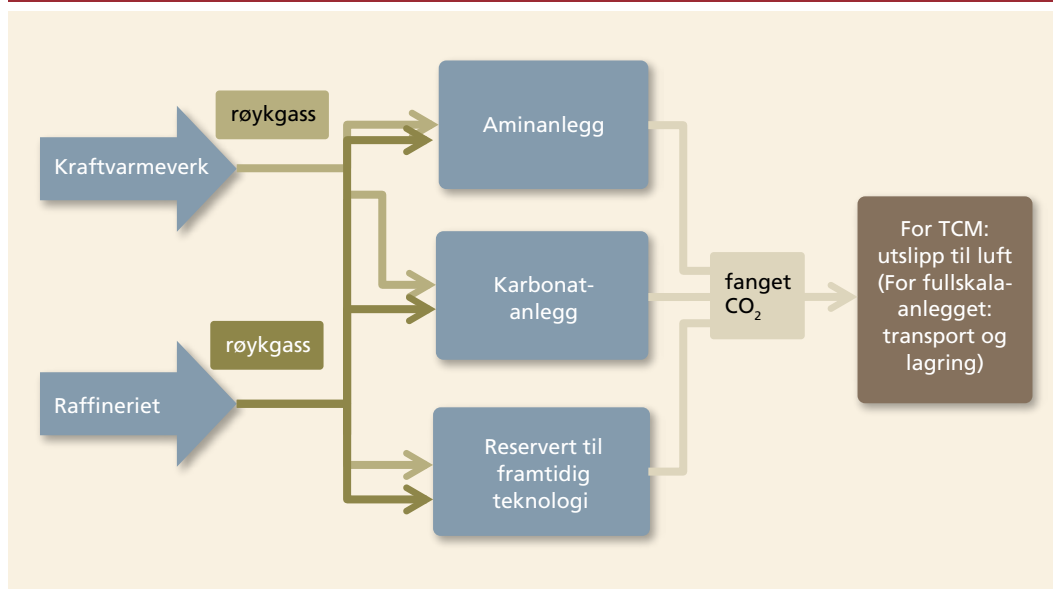 røykgass
Kraftvarmeverk
Aminanlegg
For TCM:
utslipp til luft
(For fullskala-
anlegget:
transport og
lagring)
Karbonat-
anlegg
fanget
CO₂
røykgass
Raffineriet
Reservert til
framtidig
teknologi